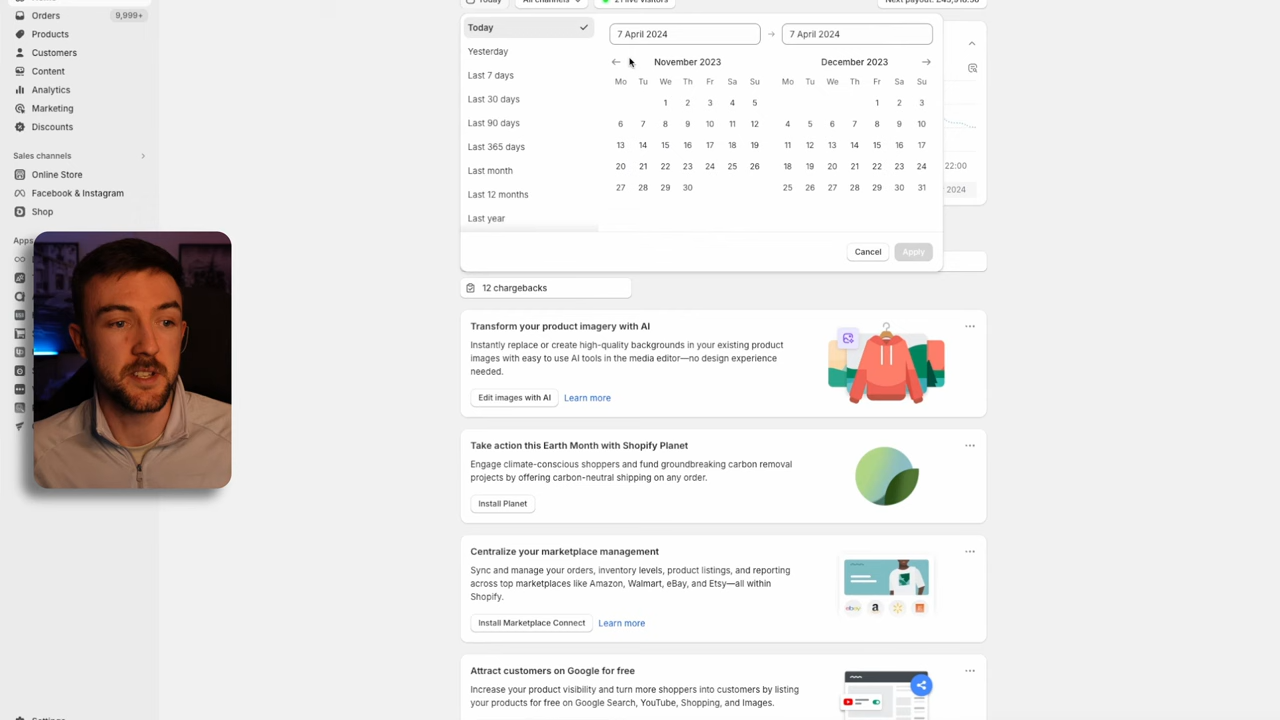 Orders 9,999+
Products
Customers
Content
Analytics
Marketing
Discounts
Sales channels
Online Store
Facebook & Instagram
Shop
Apps
Today
All channels
21 live visitors
Today
Yesterday
Last 7 days
Last 30 days
Last 90 days
Last 365 days
Last month
Last 12 months
Last year
7 April 2024
7 April 2024
November 2023
Mo Tu We Th Fr Sa Su
1 2 3 4 5
6 7 8 9 10 11 12
13 14 15 16 17 18 19
20 21 22 23 24 25 26
27 28 29 30
December 2023
Mo Tu We Th Fr Sa Su
1 2 3
4 5 6 7 8 9 10
11 12 13 14 15 16 17
18 19 20 21 22 23 24
25 26 27 28 29 30 31
22:00
2024
Cancel
Apply
12 chargebacks
Transform your product imagery with AI
Instantly replace or create high-quality backgrounds in your existing product
images with easy to use AI tools in the media editor—no design experience
needed.
Edit images with AI
Learn more
Take action this Earth Month with Shopify Planet
Engage climate-conscious shoppers and fund groundbreaking carbon removal
projects by offering carbon-neutral shipping on any order.
Install Planet
Centralize your marketplace management
Sync and manage your orders, inventory levels, product listings, and reporting
across top marketplaces like Amazon, Walmart, eBay, and Etsy—all within
Shopify.
Install Marketplace Connect
Learn more
ebay
a
Attract customers on Google for free
Increase your product visibility and turn more shoppers into customers by listing
your products for free on Google Search, YouTube, Shopping, and Images.